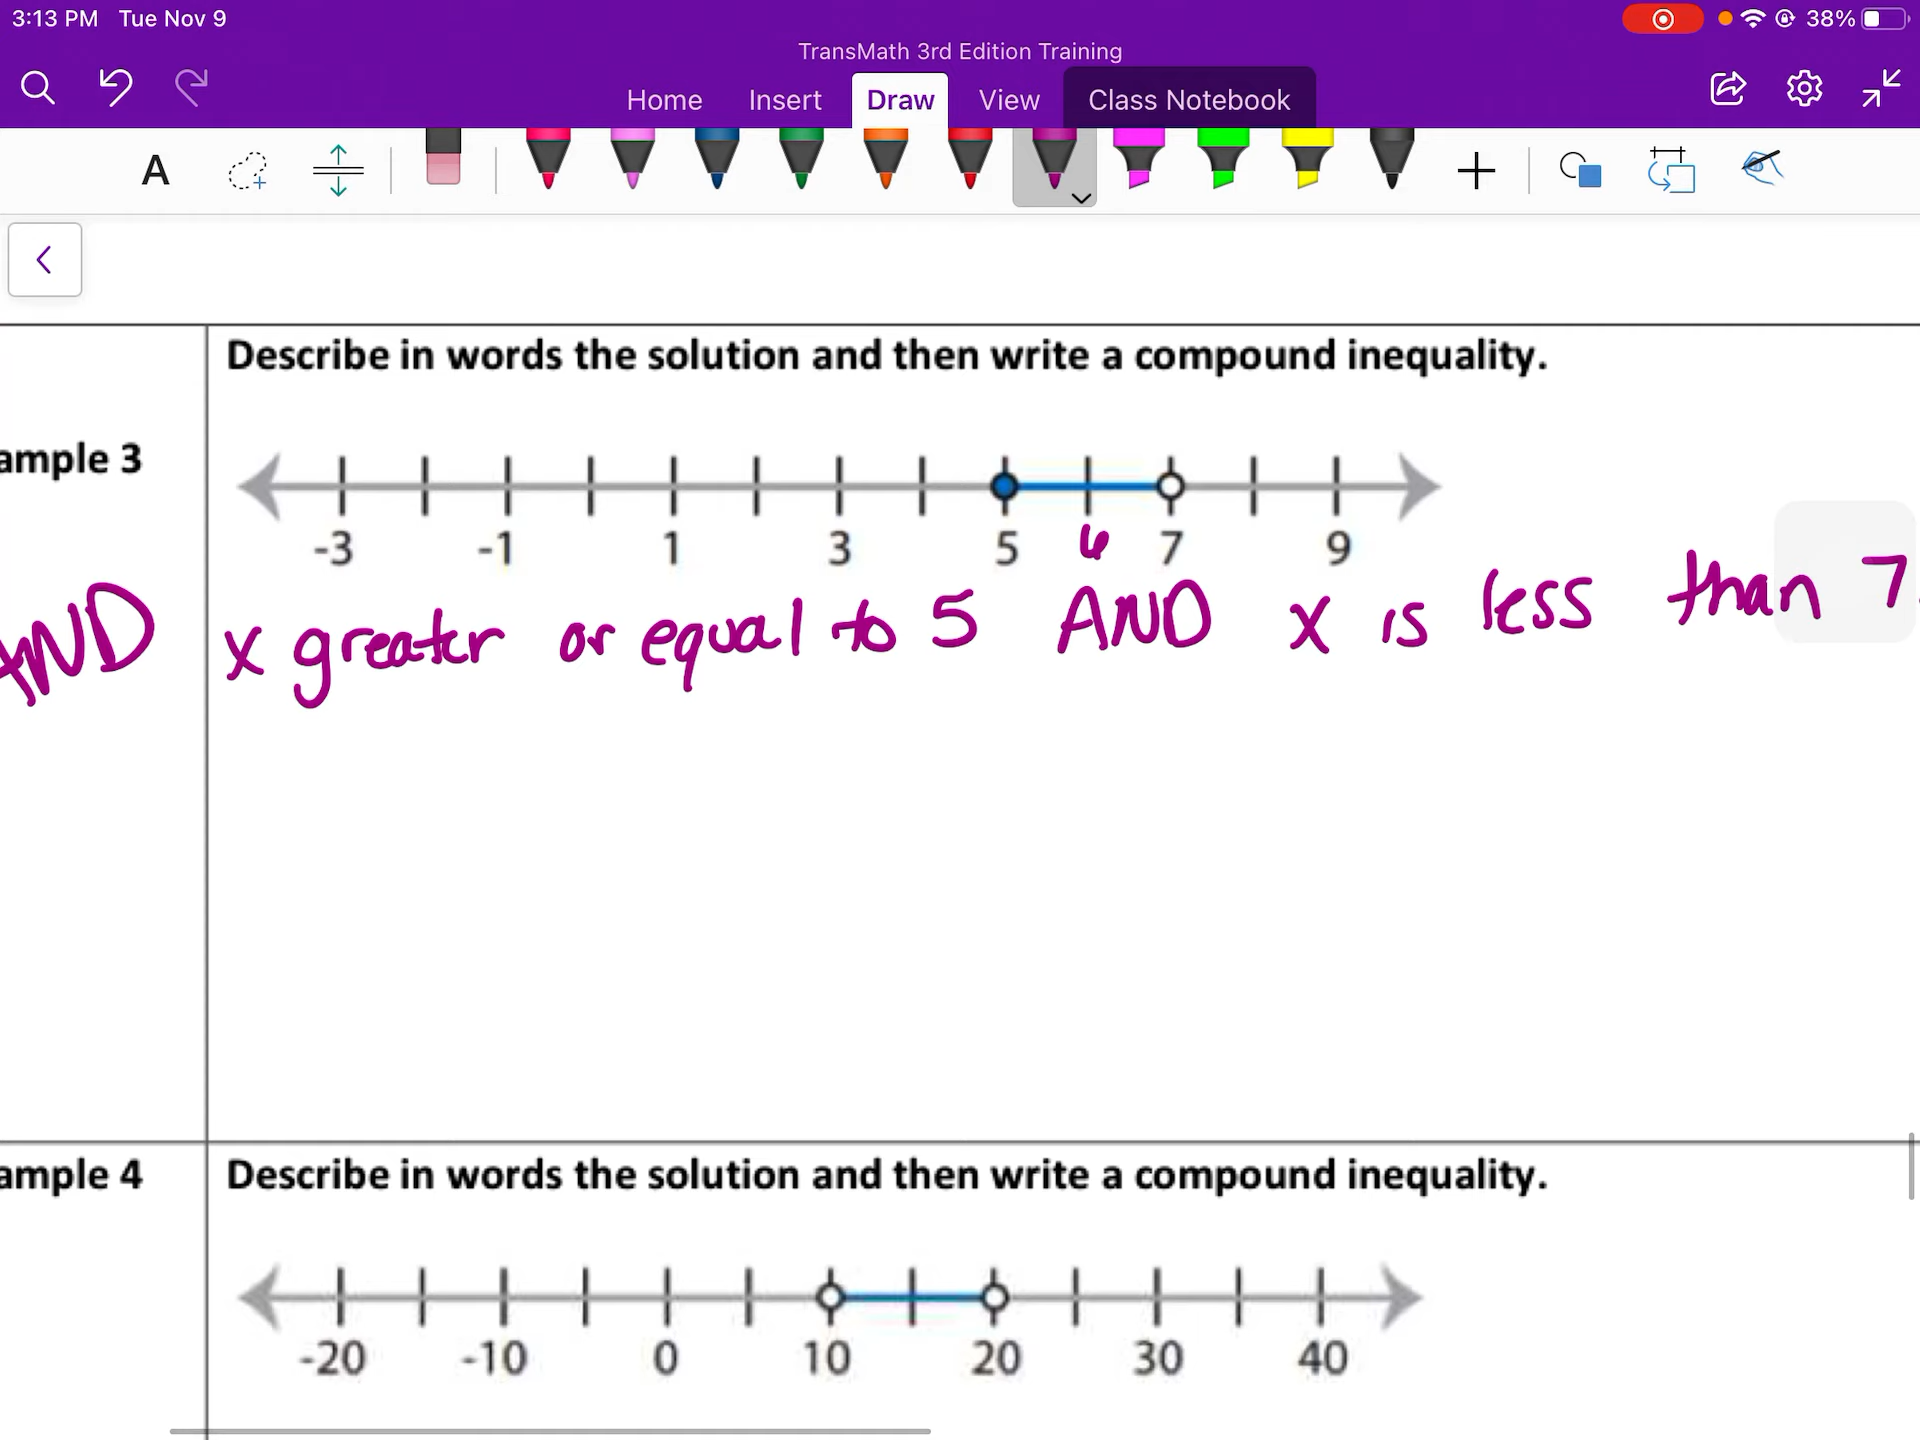 3:13 PM Tue Nov 9
38%
TransMath 3rd Edition Training
Home Insert Draw View Class Notebook
A
Describe in words the solution and then write a compound inequality.
ample 3
-3 -1 1 3 5 6 7 9
AND x greater or equal to 5 AND x is less than 7.
ample 4 Describe in words the solution and then write a compound inequality.
-20 -10 0 10 20 30 40